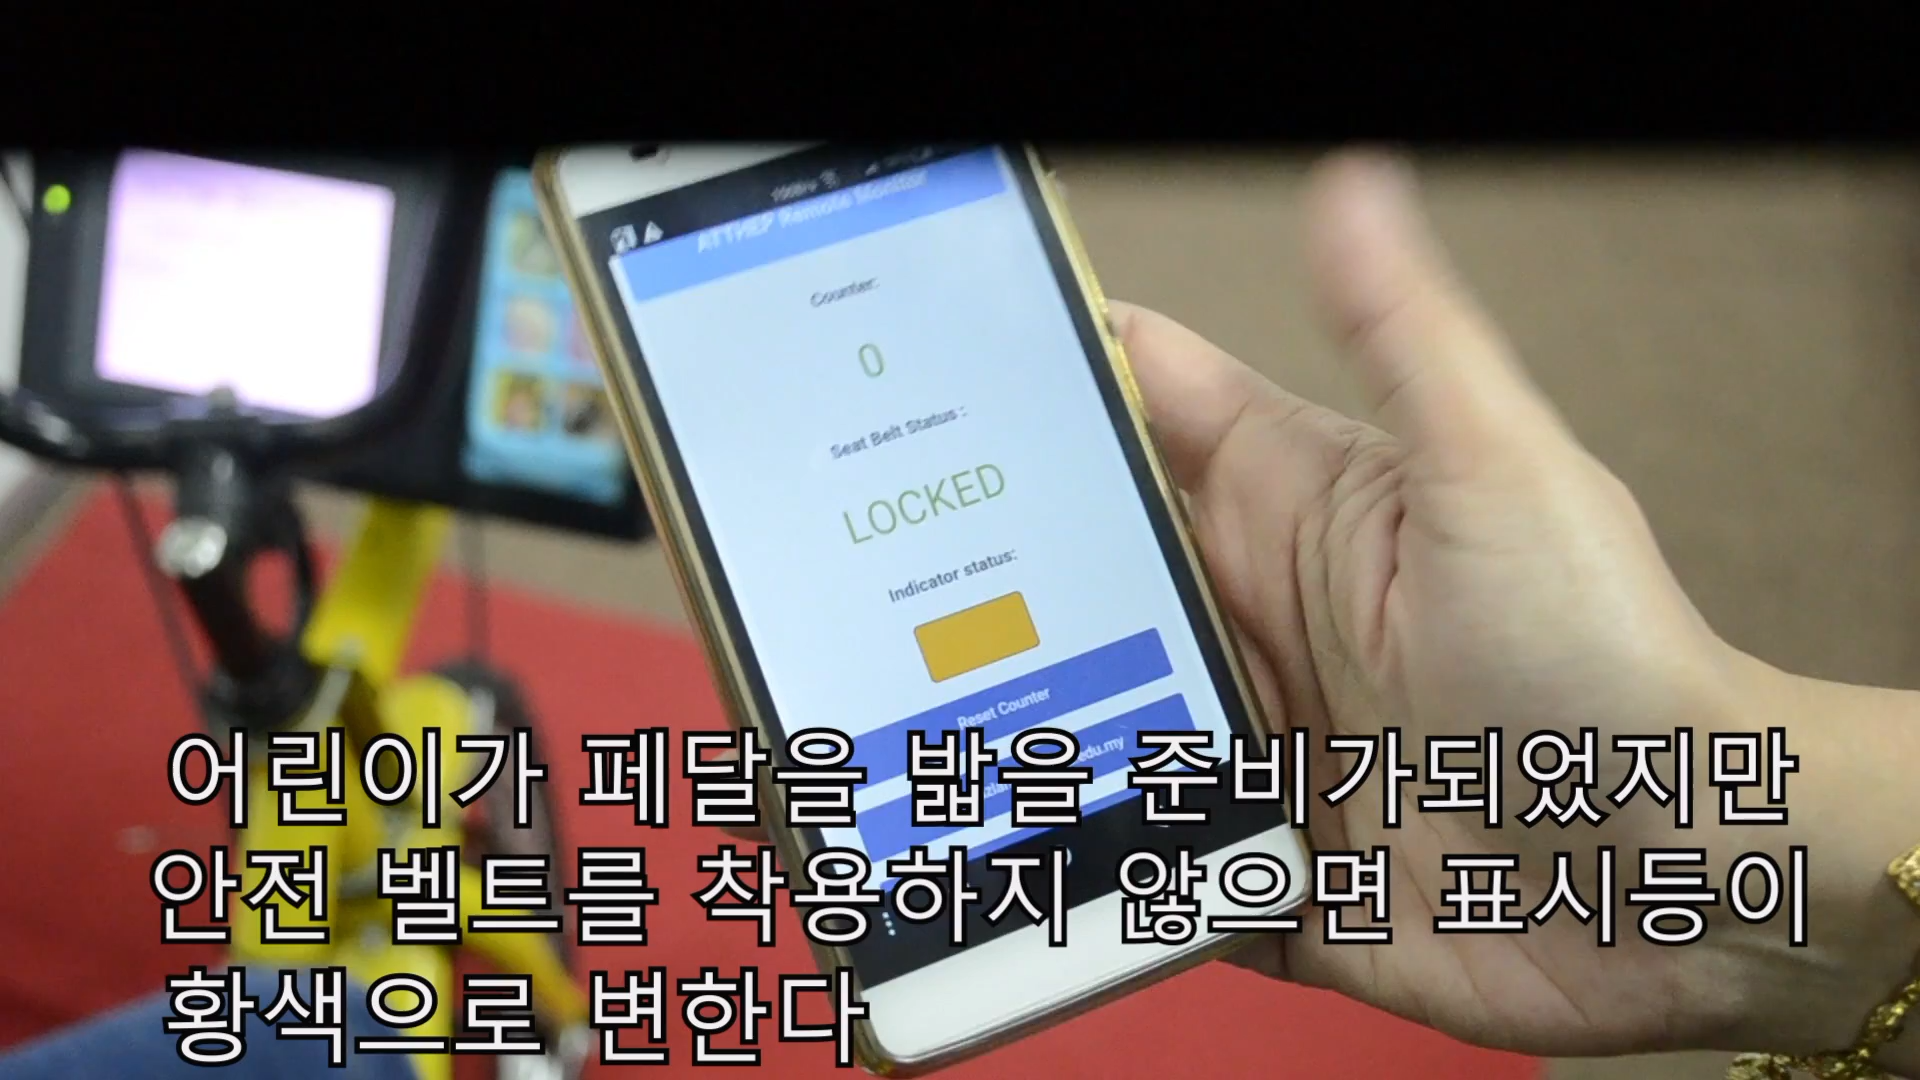 ATTHEP Remote Monitor
Counter:
0
Seat Belt Status :
LOCKED
Indicator status:
Reset Counter
edu.my
어린이가 페달을 밟을 준비가되었지만
안전 벨트를 착용하지 않으면 표시등이
황색으로 변한다